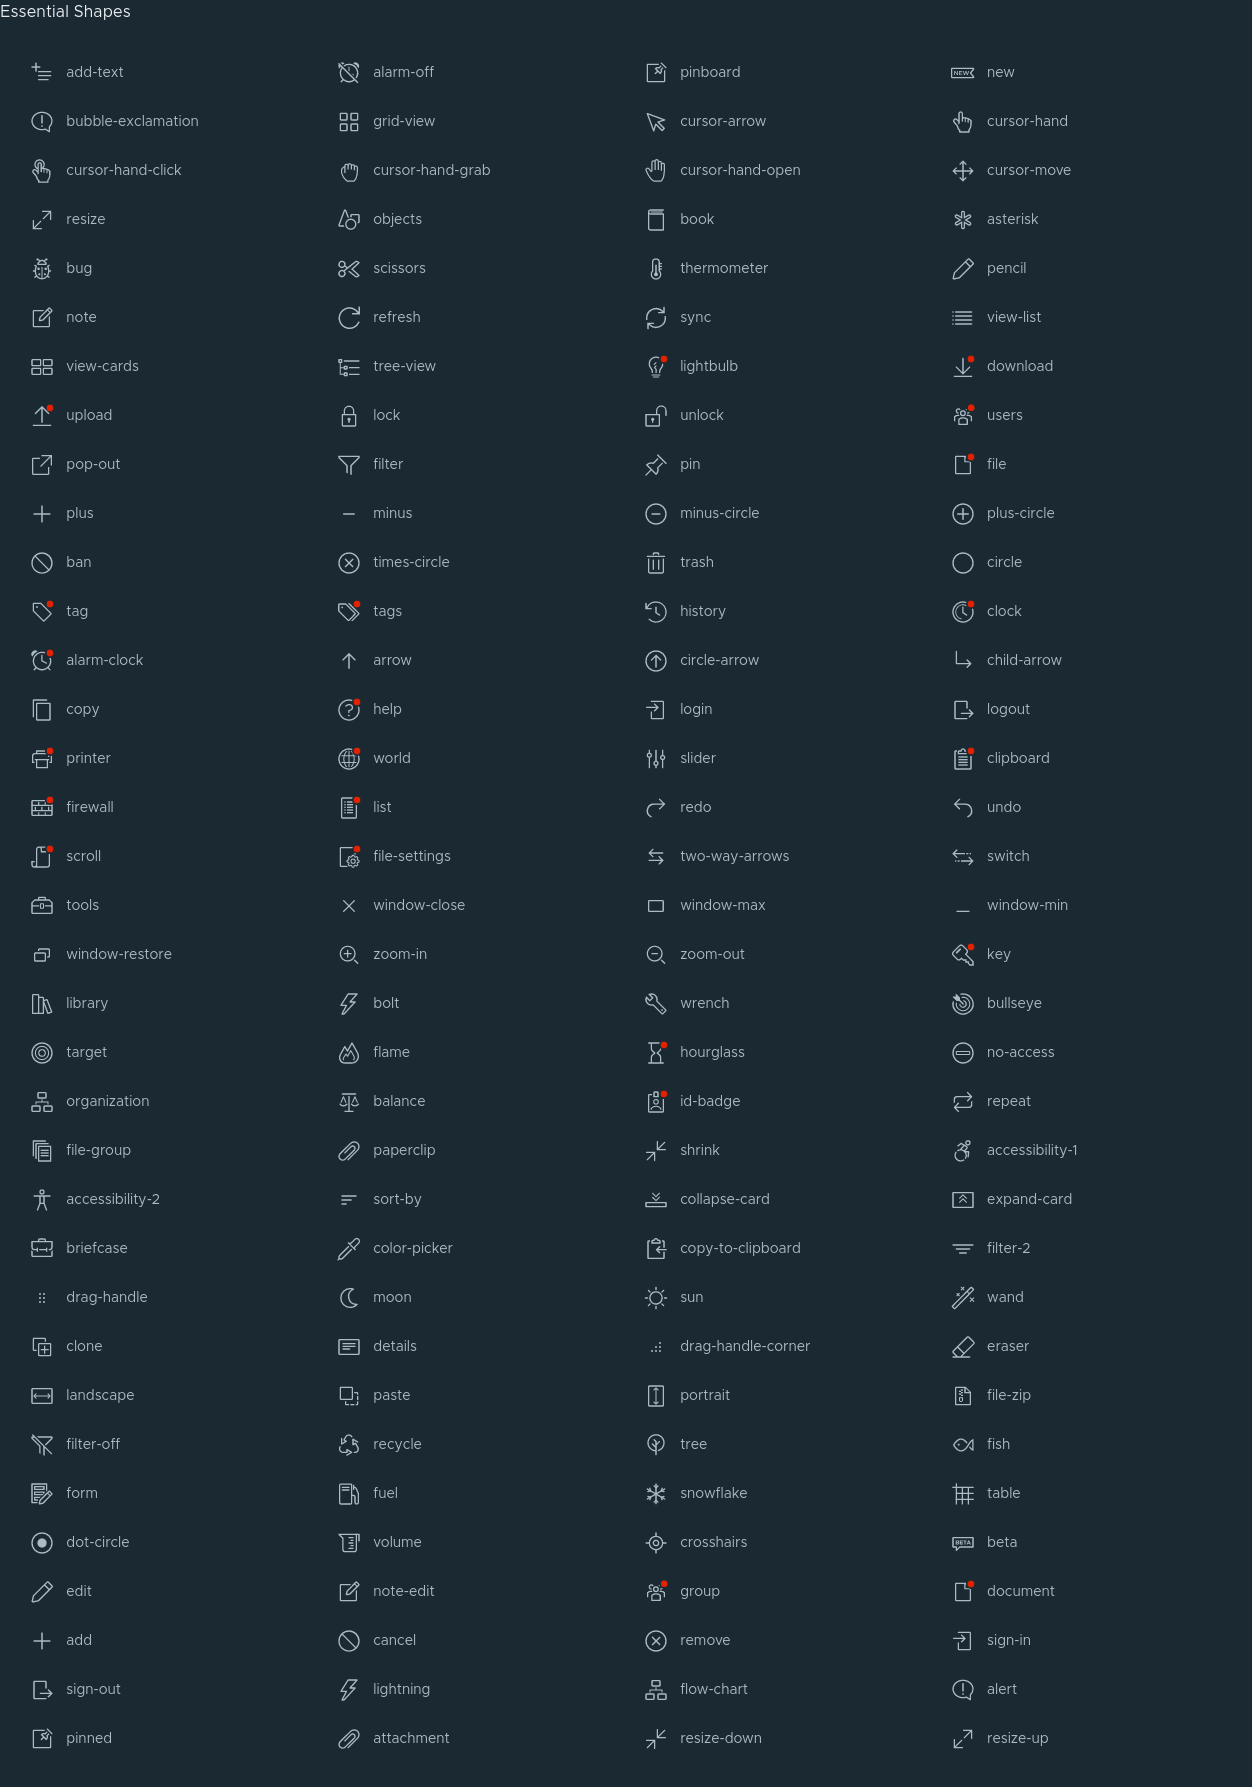 Essential Shapes
add-text alarm-off pinboard new
bubble-exclamation grid-view cursor-arrow cursor-hand
cursor-hand-click cursor-hand-grab cursor-hand-open cursor-move
resize objects book asterisk
bug scissors thermometer pencil
note refresh sync view-list
view-cards tree-view lightbulb download
upload lock unlock users
pop-out filter pin file
plus minus minus-circle plus-circle
ban times-circle trash circle
tag tags history clock
alarm-clock arrow circle-arrow child-arrow
copy help login logout
printer world slider clipboard
firewall list redo undo
scroll file-settings two-way-arrows switch
tools window-close window-max window-min
window-restore zoom-in zoom-out key
library bolt wrench bullseye
target flame hourglass no-access
organization balance id-badge repeat
file-group paperclip shrink accessibility-1
accessibility-2 sort-by collapse-card expand-card
briefcase color-picker copy-to-clipboard filter-2
drag-handle moon sun wand
clone details drag-handle-corner eraser
landscape paste portrait file-zip
filter-off recycle tree fish
form fuel snowflake table
dot-circle volume crosshairs BETA beta
edit note-edit group document
add cancel remove sign-in
sign-out lightning flow-chart alert
pinned attachment resize-down resize-up